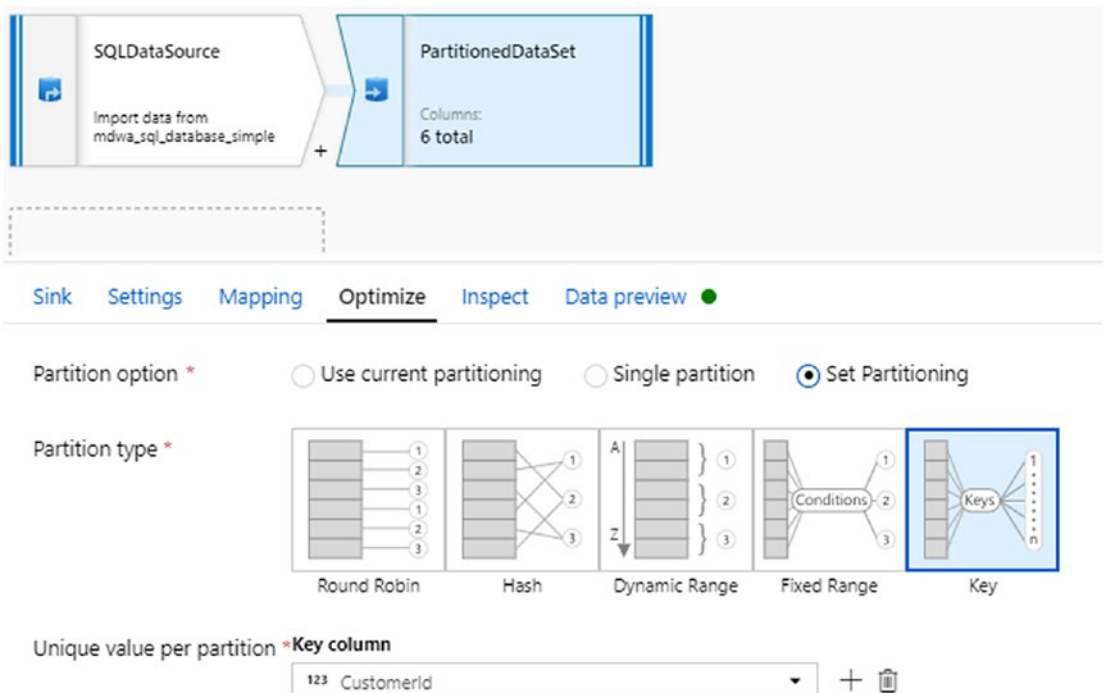 SQLDataSource
Import data from
mdwa_sql_database_simple
+
PartitionedDataSet
Columns:
6 total
Sink Settings Mapping Optimize Inspect Data preview
Partition option * Use current partitioning Single partition Set Partitioning
Partition type *
1
2
3
1
2
3
Round Robin
1
2
3
Hash
A
Z
1
2
3
Dynamic Range
Conditions
1
2
3
Fixed Range
Keys
1
n
Key
Unique value per partition * Key column
123 CustomerId
+